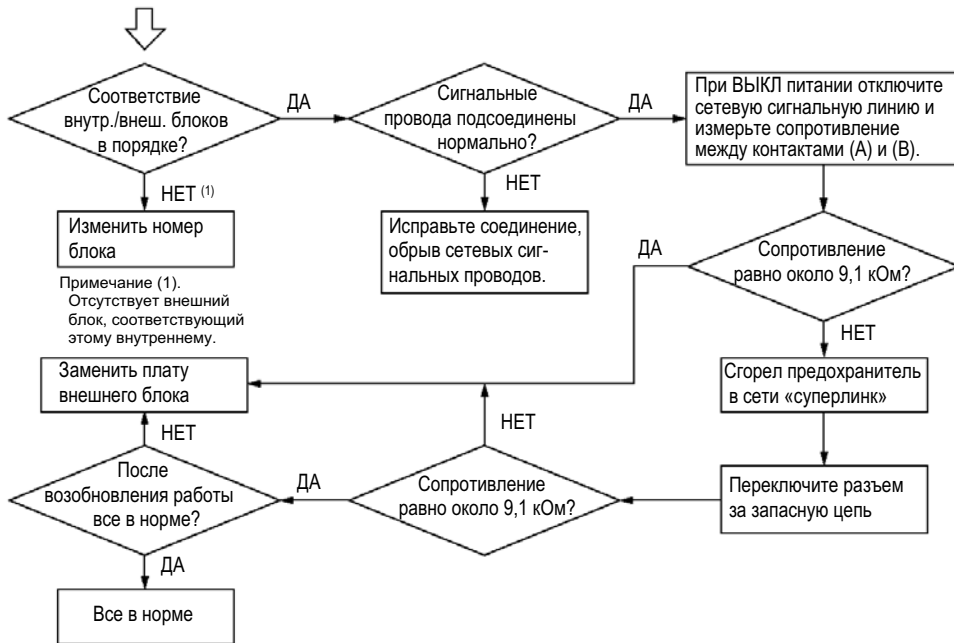 Соответствие
внутр./внеш. блоков
в порядке?
ДА
Сигнальные
провода подсоединены
нормально?
ДА
При ВЫКЛ питании отключите
сетевую сигнальную линию и
измерьте сопротивление
между контактами (А) и (В).
НЕТ (1)
Изменить номер
блока
Примечание (1).
Отсутствует внешний
блок, соответствующий
этому внутреннему.
НЕТ
Исправьте соединение,
обрыв сетевых сиг-
нальных проводов.
ДА
Сопротивление
равно около 9,1 кОм?
НЕТ
Сгорел предохранитель
в сети «суперлинк»
Заменить плату
внешнего блока
НЕТ
НЕТ
После
возобновления работы
все в норме?
ДА
Сопротивление
равно около 9,1 кОм?
Переключите разъем
за запасную цепь
ДА
Все в норме